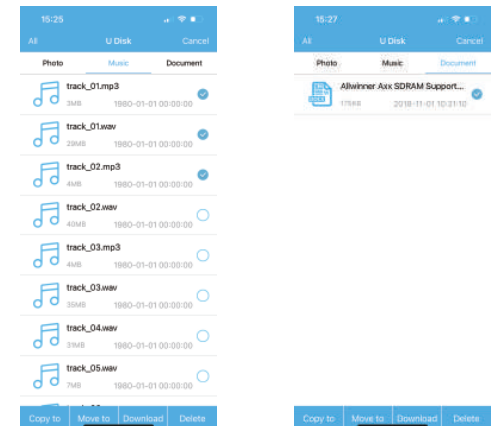 15:25
All U Disk Cancel
Photo Music Document
track_01.mp3
3MB 1980-01-01 00:00:00
track_01.wav
29MB 1980-01-01 00:00:00
track_02.mp3
4MB 1980-01-01 00:00:00
track_02.wav
40MB 1980-01-01 00:00:00
track_03.mp3
4MB 1980-01-01 00:00:00
track_03.wav
35MB 1980-01-01 00:00:00
track_04.wav
31MB 1980-01-01 00:00:00
track_05.wav
7MB 1980-01-01 00:00:00
Copy to Move to Download Delete
15:27
All U Disk Cancel
Photo Music Document
Allwinner Axx SDRAM Support...
175KB 2018-11-01 10:31:10
Copy to Move to Download Delete